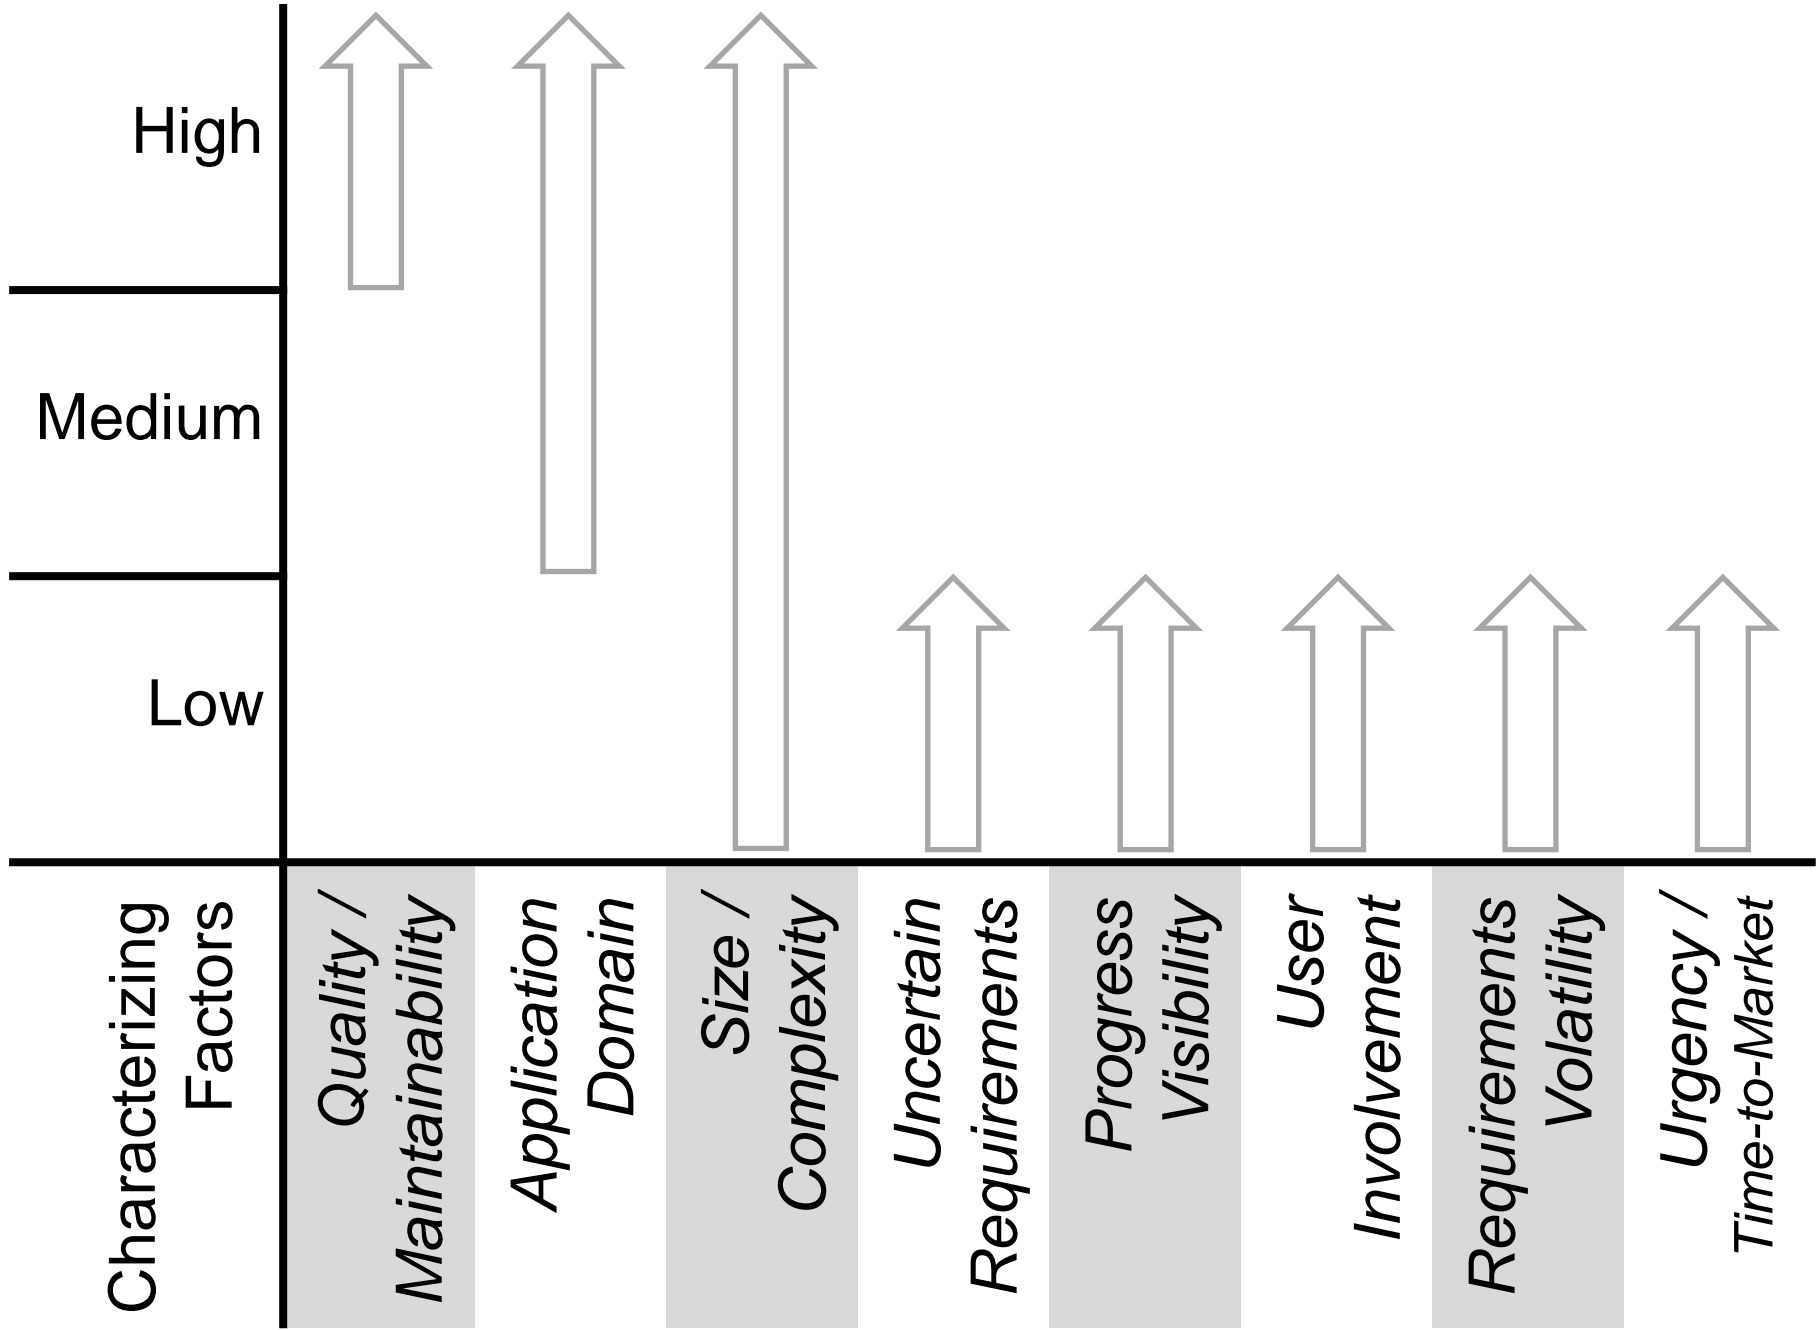 High
Medium
Low
Characterizing
Factors
Quality /
Maintainability
Application
Domain
Size /
Complexity
Uncertain
Requirements
Progress
Visibility
User
Involvement
Requirements
Volatility
Urgency /
Time-to-Market